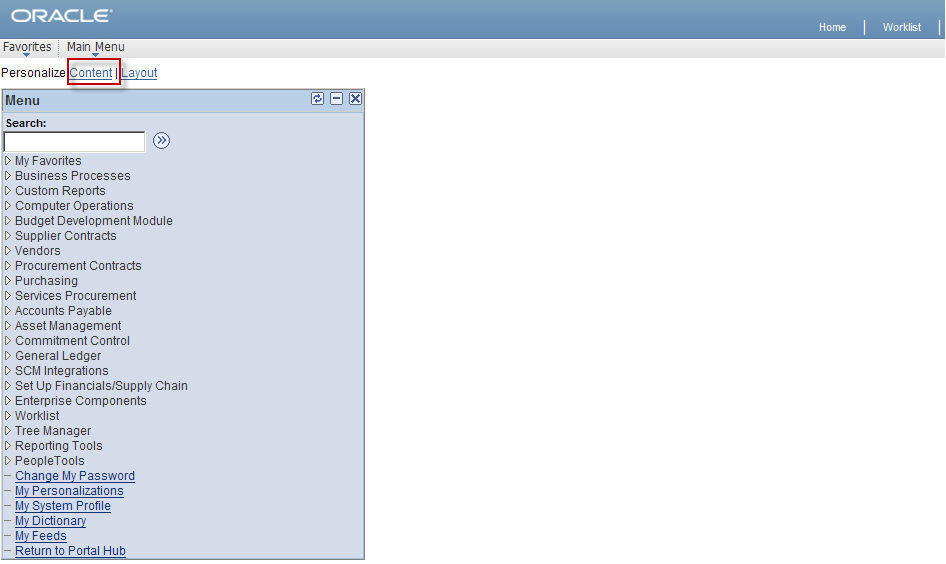 ORACLE
Home | Worklist |
Favorites Main Menu
Personalize Content | Layout
Menu
Search:
My Favorites
Business Processes
Custom Reports
Computer Operations
Budget Development Module
Supplier Contracts
Vendors
Procurement Contracts
Purchasing
Services Procurement
Accounts Payable
Asset Management
Commitment Control
General Ledger
SCM Integrations
Set Up Financials/Supply Chain
Enterprise Components
Worklist
Tree Manager
Reporting Tools
PeopleTools
Change My Password
My Personalizations
My System Profile
My Dictionary
My Feeds
Return to Portal Hub